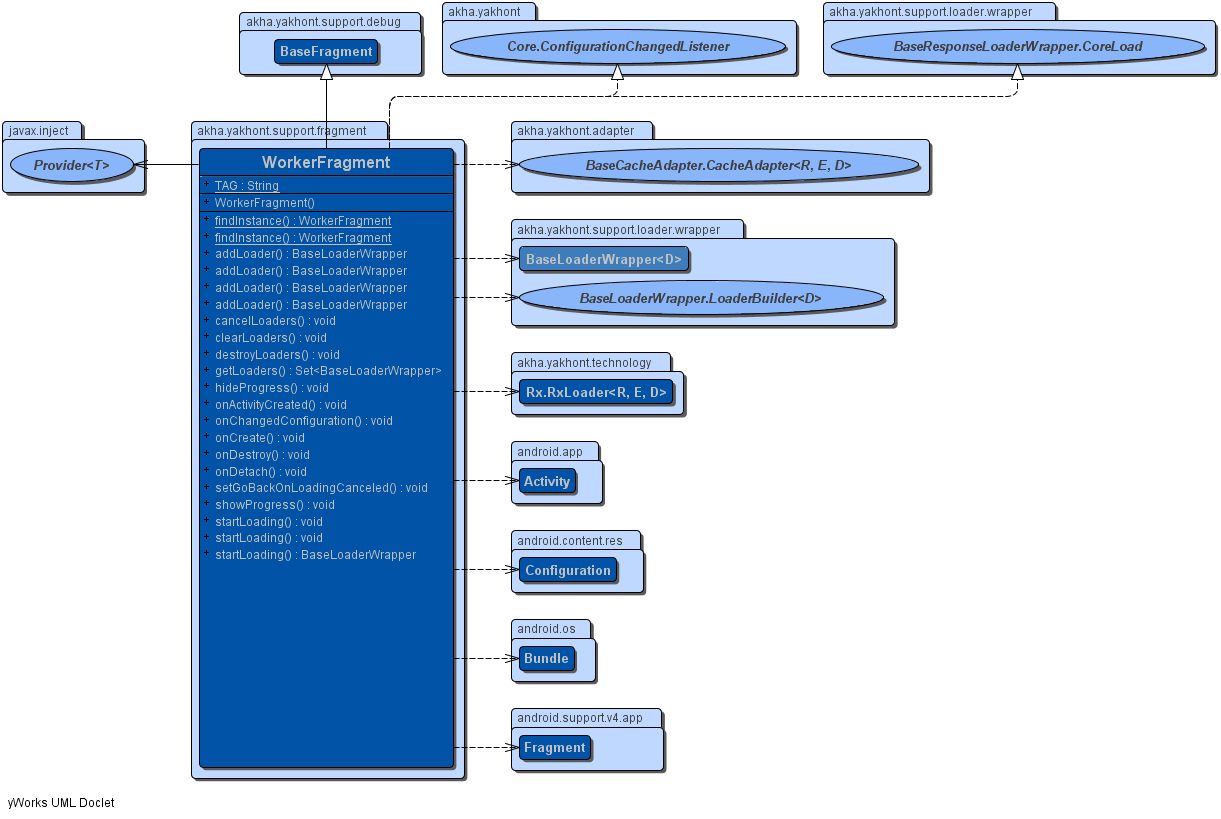 akha.yakhont.support.debug
BaseFragment
akha.yakhont
Core.ConfigurationChangedListener
akha.yakhont.support.loader.wrapper
BaseResponseLoaderWrapper.CoreLoad
javax.inject
Provider<T>
akha.yakhont.support.fragment
WorkerFragment
+ TAG : String
+ WorkerFragment()
+ findInstance() : WorkerFragment
+ findInstance() : WorkerFragment
+ addLoader() : BaseLoaderWrapper
+ addLoader() : BaseLoaderWrapper
+ addLoader() : BaseLoaderWrapper
+ addLoader() : BaseLoaderWrapper
+ cancelLoaders() : void
+ clearLoaders() : void
+ destroyLoaders() : void
+ getLoaders() : Set<BaseLoaderWrapper>
+ hideProgress() : void
+ onActivityCreated() : void
+ onChangedConfiguration() : void
+ onCreate() : void
+ onDestroy() : void
+ onDetach() : void
+ setGoBackOnLoadingCanceled() : void
+ showProgress() : void
+ startLoading() : void
+ startLoading() : void
+ startLoading() : BaseLoaderWrapper
akha.yakhont.adapter
BaseCacheAdapter.CacheAdapter<R, E, D>
akha.yakhont.support.loader.wrapper
BaseLoaderWrapper<D>
BaseLoaderWrapper.LoaderBuilder<D>
akha.yakhont.technology
Rx.RxLoader<R, E, D>
android.app
Activity
android.content.res
Configuration
android.os
Bundle
android.support.v4.app
Fragment
yWorks UML Doclet